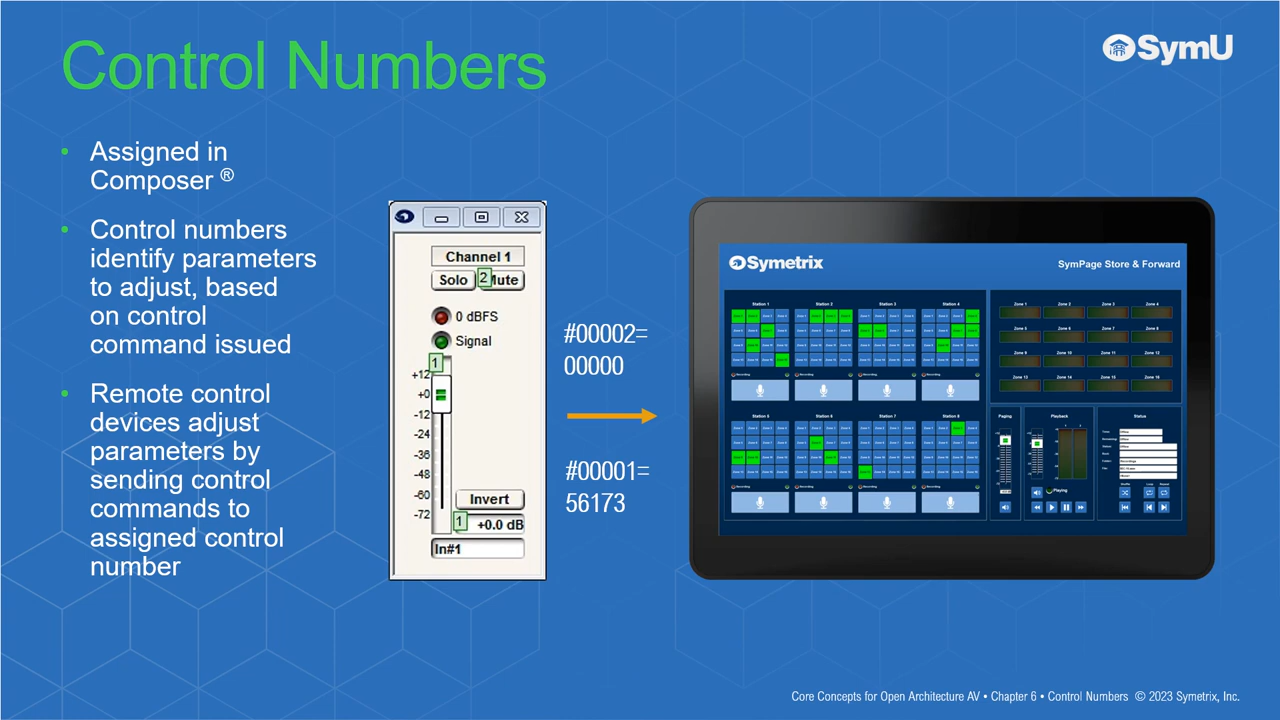 Control Numbers
SymU
• Assigned in
Composer ®
• Control numbers
identify parameters
to adjust, based
on control
command issued
• Remote control
devices adjust
parameters by
sending control
commands to
assigned control
number
Channel 1
Solo 2 Mute
0 dBFS
Signal
1
+12
+0
-12
-24
-36
-48
-60
-72
Invert
1 +0.0 dB
In#1
#00002=
00000
#00001=
56173
Symetrix
SymPage Store & Forward
Station 1 Station 2 Station 3 Station 4
Station 5 Station 6 Station 7 Station 8
Zone 1 Zone 2 Zone 3 Zone 4
Zone 5 Zone 6 Zone 7 Zone 8
Zone 9 Zone 10 Zone 11 Zone 12
Zone 13 Zone 14 Zone 15 Zone 16
Paging Playback Status
Playing
Core Concepts for Open Architecture AV • Chapter 6 • Control Numbers © 2023 Symetrix, Inc.